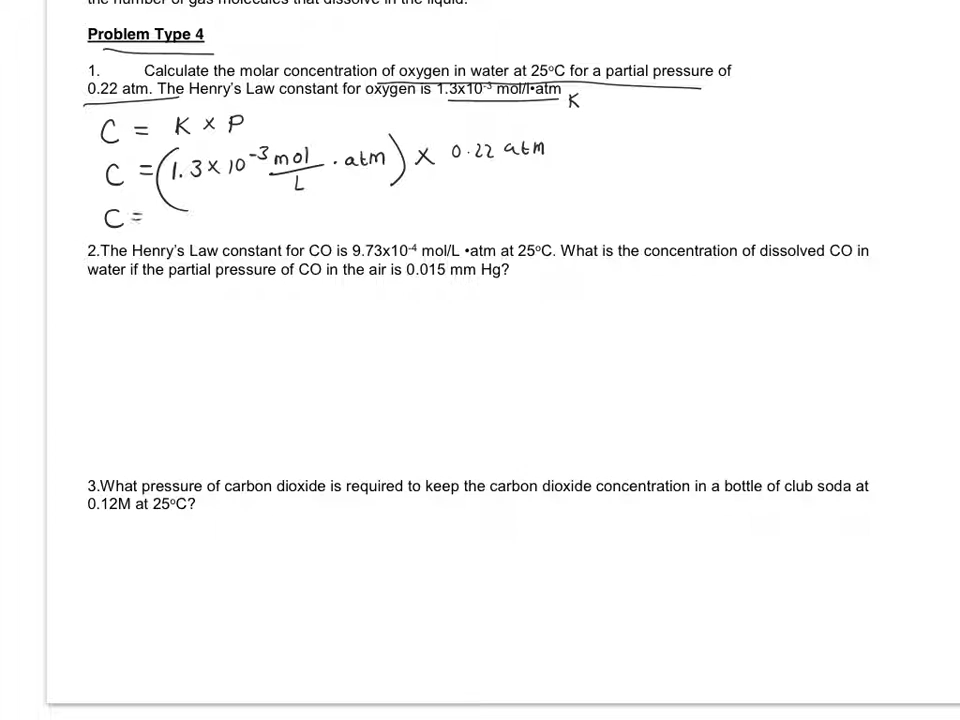 Problem Type 4
1. Calculate the molar concentration of oxygen in water at 25ºC for a partial pressure of
0.22 atm. The Henry's Law constant for oxygen is 1.3x10⁻³ mol/l•atm
K
C = K × P
C = (1.3 × 10⁻³ mol/L · atm) × 0.22 atm
C =
2.The Henry's Law constant for CO is 9.73x10⁻⁴ mol/L •atm at 25ºC. What is the concentration of dissolved CO in
water if the partial pressure of CO in the air is 0.015 mm Hg?
3.What pressure of carbon dioxide is required to keep the carbon dioxide concentration in a bottle of club soda at
0.12M at 25ºC?